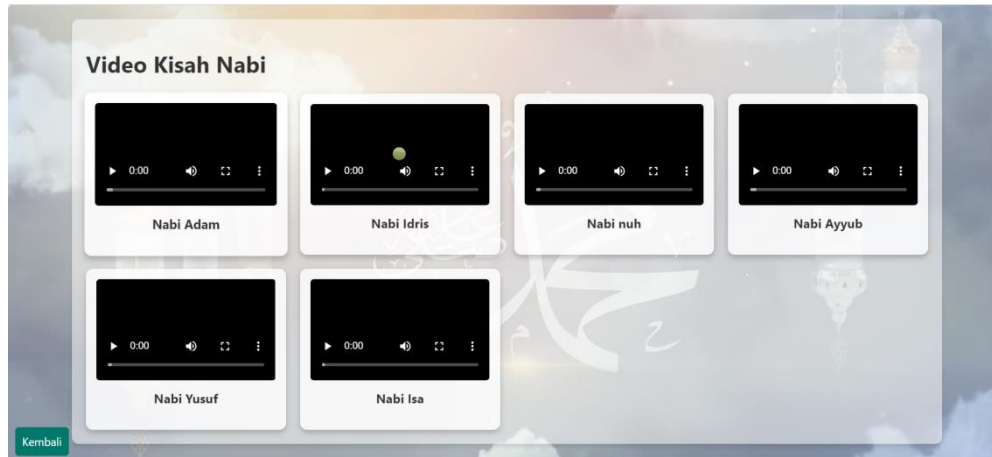 Video Kisah Nabi
0:00 0:00 0:00 0:00
Nabi Adam Nabi Idris Nabi nuh Nabi Ayyub
محمد
0:00 0:00
Nabi Yusuf Nabi Isa
Kembali